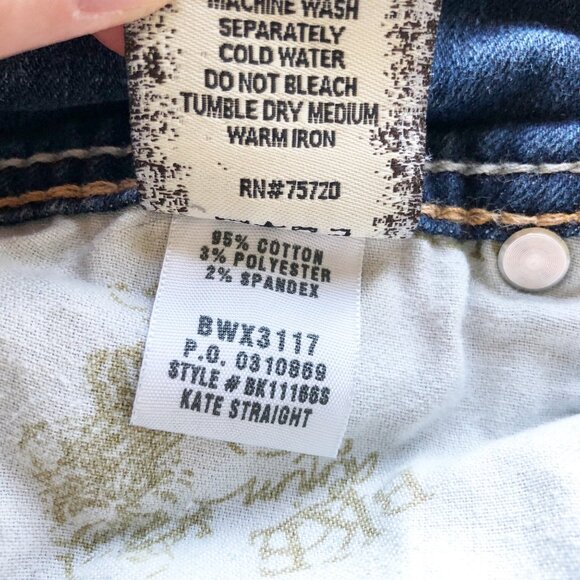 MACHINE WASH
SEPARATELY
COLD WATER
DO NOT BLEACH
TUMBLE DRY MEDIUM
WARM IRON
RN#75720
95% COTTON
3% POLYESTER
2% SPANDEX
BWX3117
P.O. 0310869
STYLE # BK11166S
KATE STRAIGHT